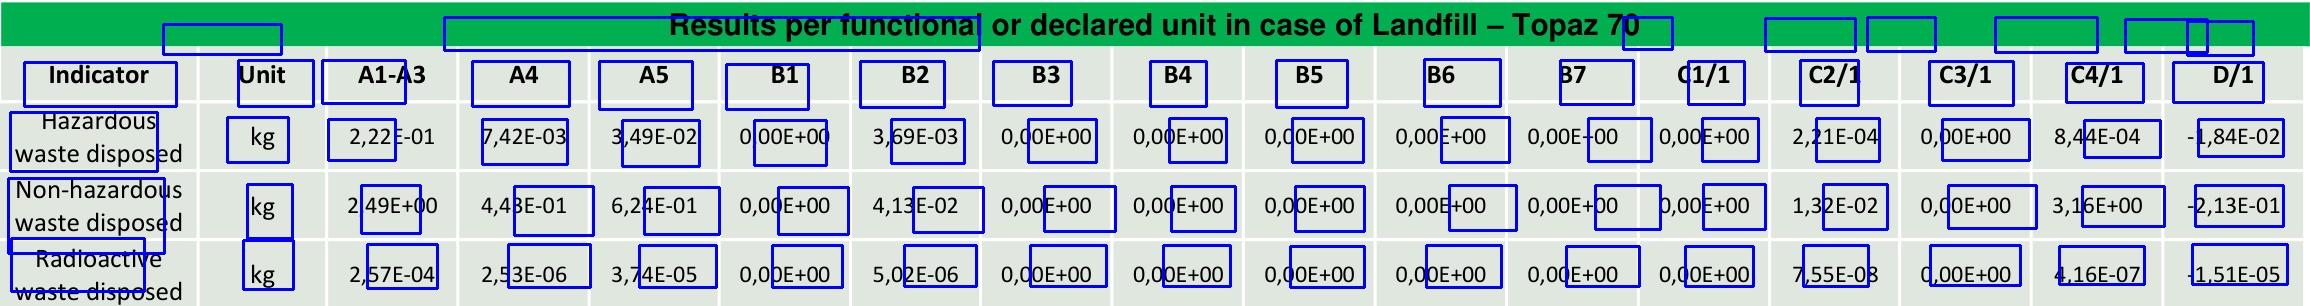 Results per functional or declared unit in case of Landfill – Topaz 70
Indicator Unit A1-A3 A4 A5 B1 B2 B3 B4 B5 B6 B7 C1/1 C2/1 C3/1 C4/1 D/1
Hazardous waste disposed kg 2,22E-01 7,42E-03 3,49E-02 0,00E+00 3,69E-03 0,00E+00 0,00E+00 0,00E+00 0,00E+00 0,00E+00 0,00E+00 2,21E-04 0,00E+00 8,44E-04 -1,84E-02
Non-hazardous waste disposed kg 2,49E+00 4,43E-01 6,24E-01 0,00E+00 4,13E-02 0,00E+00 0,00E+00 0,00E+00 0,00E+00 0,00E+00 0,00E+00 1,32E-02 0,00E+00 3,16E+00 -2,13E-01
Radioactive waste disposed kg 2,57E-04 2,53E-06 3,74E-05 0,00E+00 5,02E-06 0,00E+00 0,00E+00 0,00E+00 0,00E+00 0,00E+00 0,00E+00 7,55E-08 0,00E+00 4,16E-07 -1,51E-05